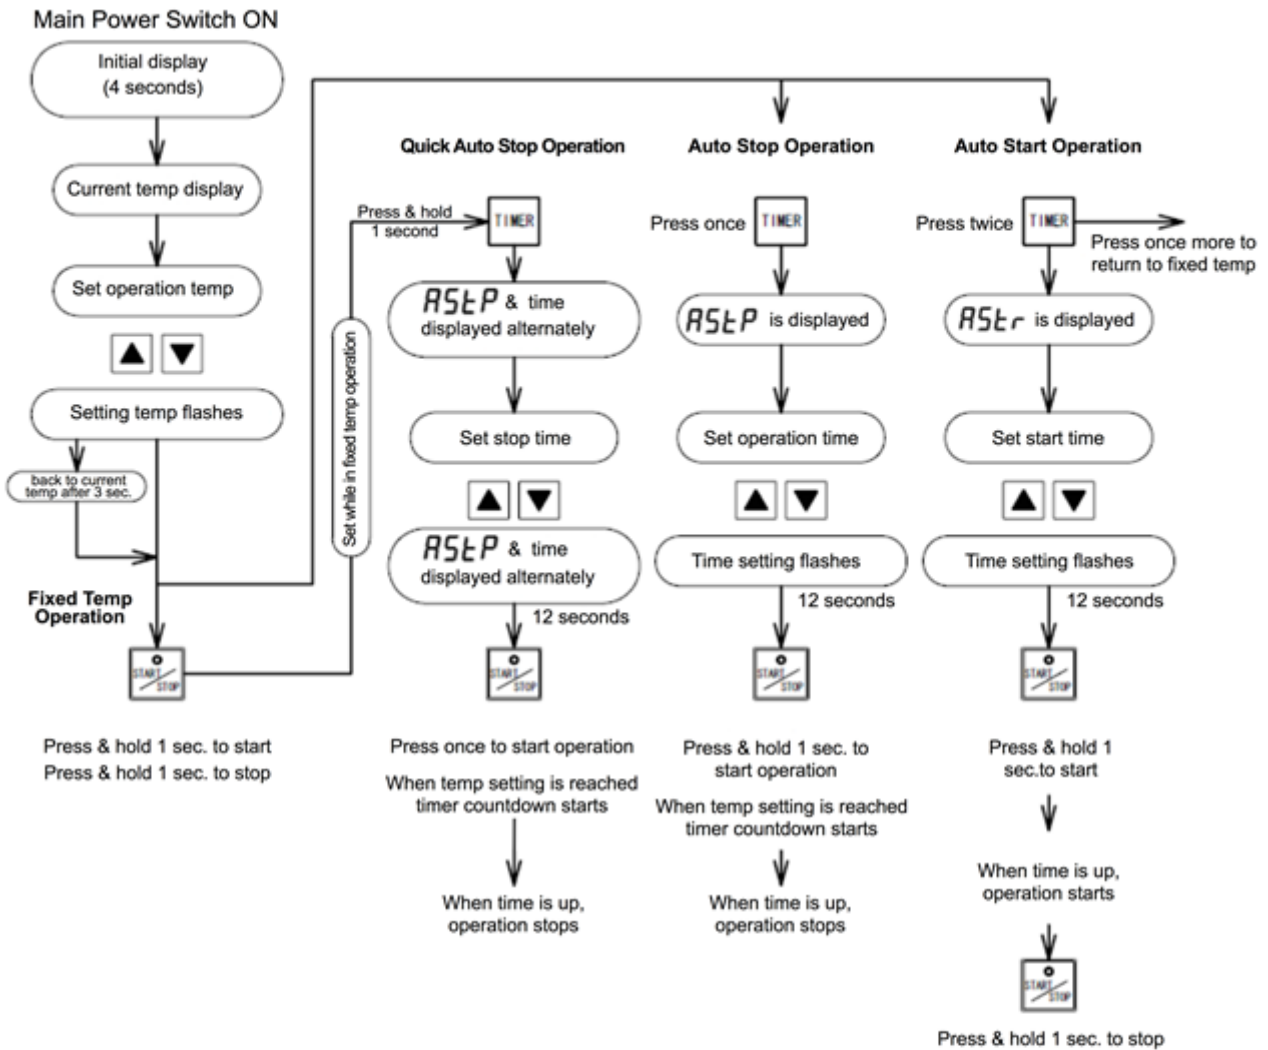 Main Power Switch ON
Initial display
(4 seconds)
Current temp display
Set operation temp
Setting temp flashes
back to current
temp after 3 sec.
Fixed Temp
Operation
START
STOP
Press & hold 1 sec. to start
Press & hold 1 sec. to stop
Set while in fixed temp operation
Quick Auto Stop Operation
Press & hold
1 second
TIMER
AStP & time
displayed alternately
Set stop time
AStP & time
displayed alternately
12 seconds
START
STOP
Press once to start operation
When temp setting is reached
timer countdown starts
When time is up,
operation stops
Auto Stop Operation
Press once
TIMER
AStP is displayed
Set operation time
Time setting flashes
12 seconds
START
STOP
Press & hold 1 sec. to
start operation
When temp setting is reached
timer countdown starts
When time is up,
operation stops
Auto Start Operation
Press twice
TIMER
Press once more to
return to fixed temp
AStr is displayed
Set start time
Time setting flashes
12 seconds
START
STOP
Press & hold 1
sec.to start
When time is up,
operation starts
START
STOP
Press & hold 1 sec. to stop